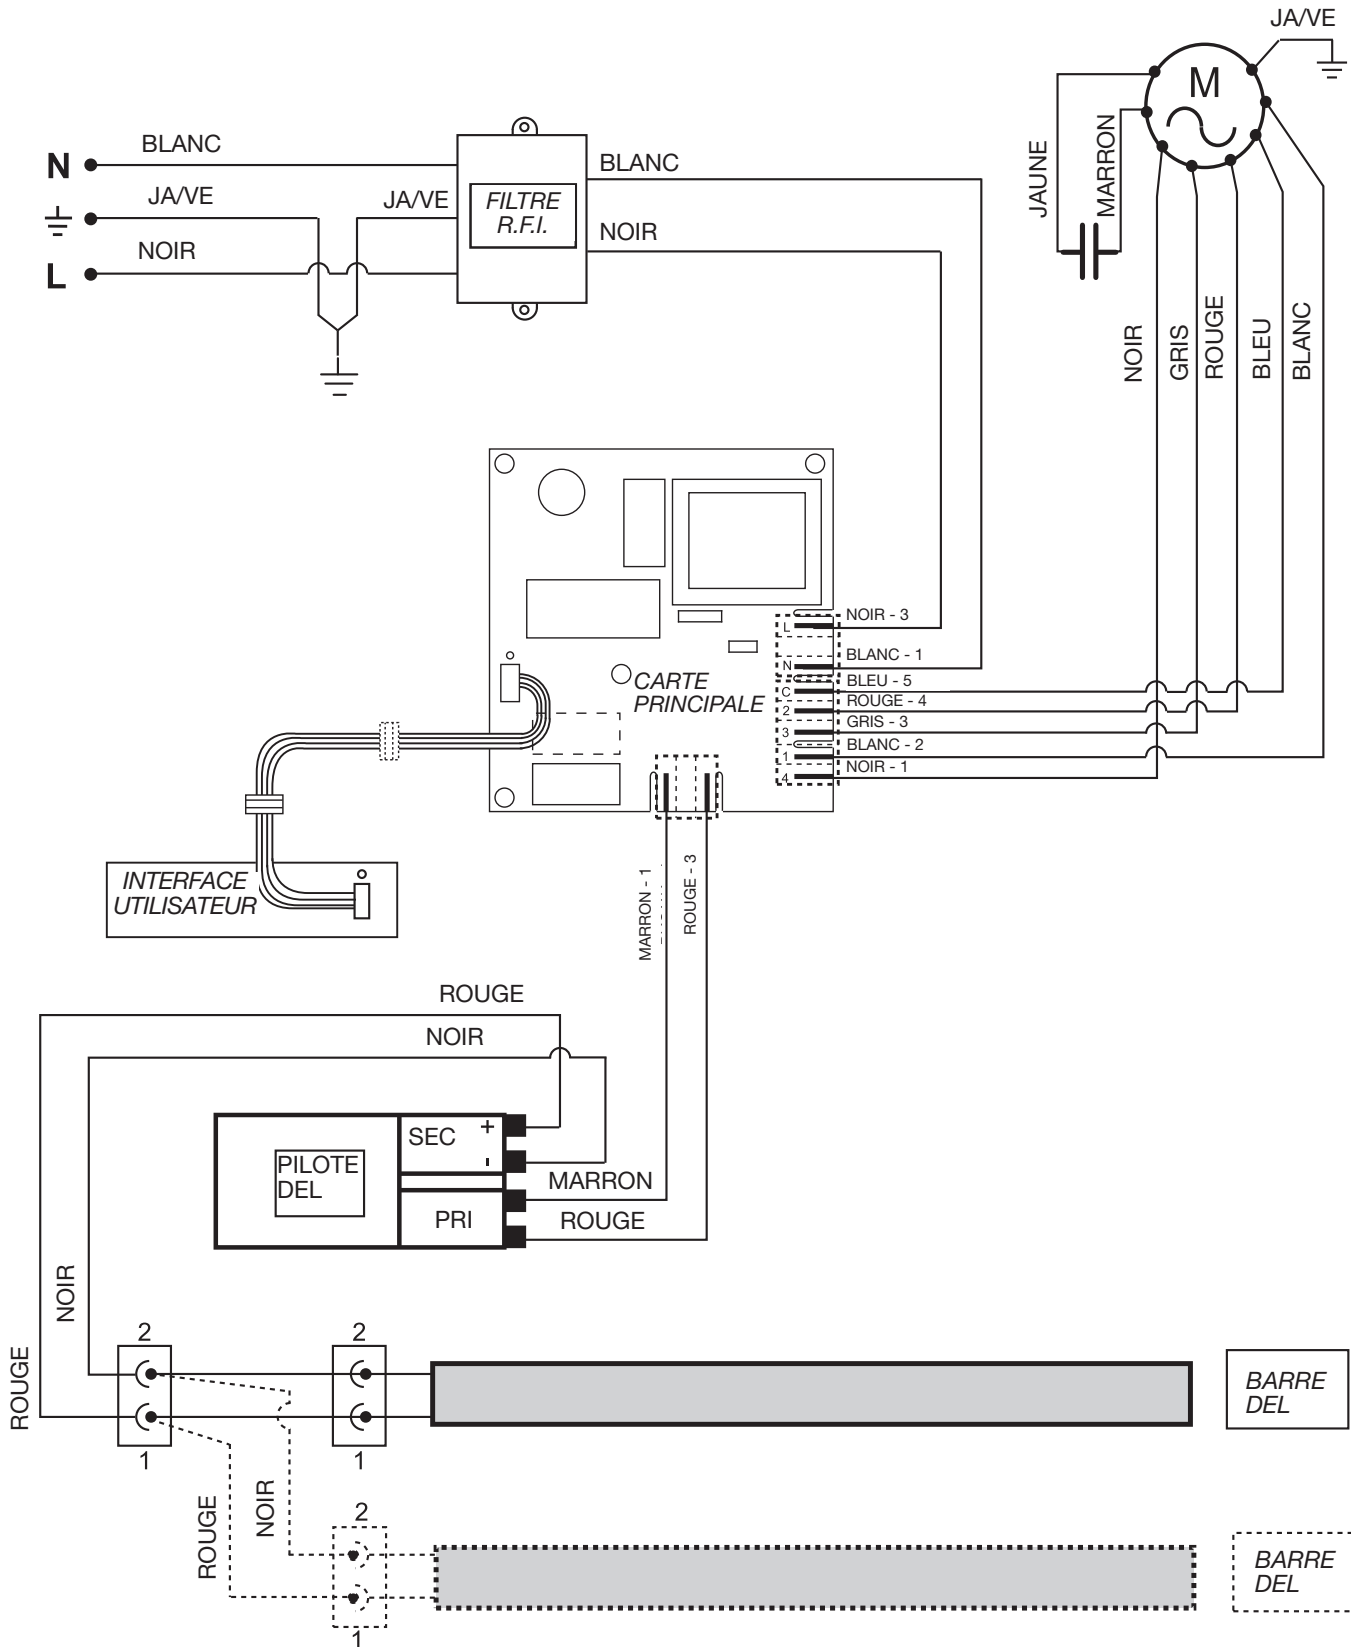 JA/VE
M
BLANC
N
BLANC
JA/VE
JA/VE
FILTRE
R.F.I.
NOIR
NOIR
L
JAUNE
MARRON
NOIR
GRIS
ROUGE
BLEU
BLANC
L
NOIR - 3
N
BLANC - 1
CARTE
PRINCIPALE
C
BLEU - 5
2
ROUGE - 4
3
GRIS - 3
1
BLANC - 2
4
NOIR - 1
INTERFACE
UTILISATEUR
MARRON - 1
ROUGE - 3
ROUGE
NOIR
SEC
+
-
PILOTE
DEL
MARRON
PRI
ROUGE
NOIR
ROUGE
2
2
BARRE
DEL
1
1
ROUGE
NOIR
2
BARRE
DEL
1